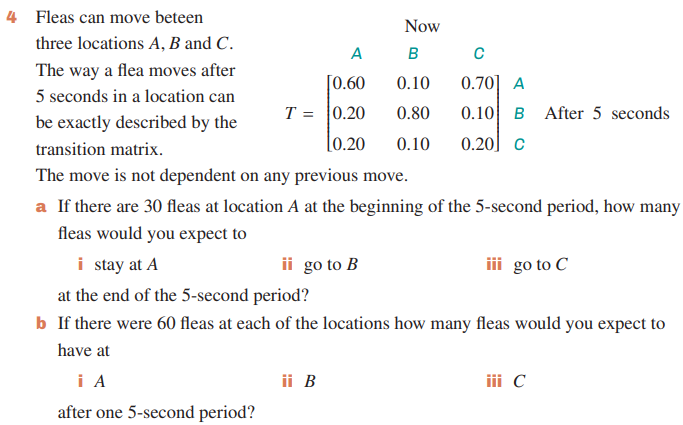 4 Fleas can move beteen
three locations A, B and C.
The way a flea moves after
5 seconds in a location can
be exactly described by the
transition matrix.
Now
A B C
T = [0.60 0.10 0.70] A
0.20 0.80 0.10 B After 5 seconds
0.20 0.10 0.20 C
The move is not dependent on any previous move.
a If there are 30 fleas at location A at the beginning of the 5-second period, how many
fleas would you expect to
i stay at A ii go to B iii go to C
at the end of the 5-second period?
b If there were 60 fleas at each of the locations how many fleas would you expect to
have at
i A ii B iii C
after one 5-second period?